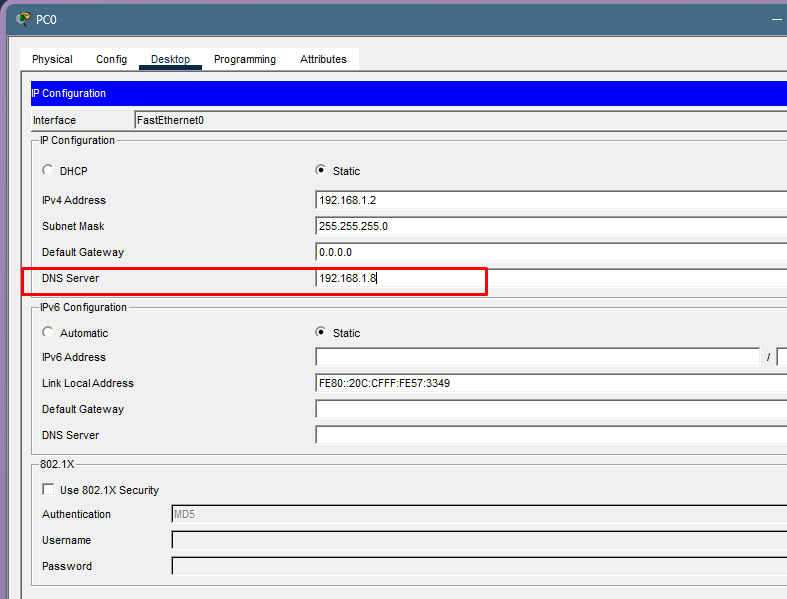 PC0
Physical Config Desktop Programming Attributes
IP Configuration
Interface FastEthernet0
IP Configuration
DHCP Static
IPv4 Address 192.168.1.2
Subnet Mask 255.255.255.0
Default Gateway 0.0.0.0
DNS Server 192.168.1.8
IPv6 Configuration
Automatic Static
IPv6 Address /
Link Local Address FE80::20C:CFFF:FE57:3349
Default Gateway
DNS Server
802.1X
Use 802.1X Security
Authentication MD5
Username
Password